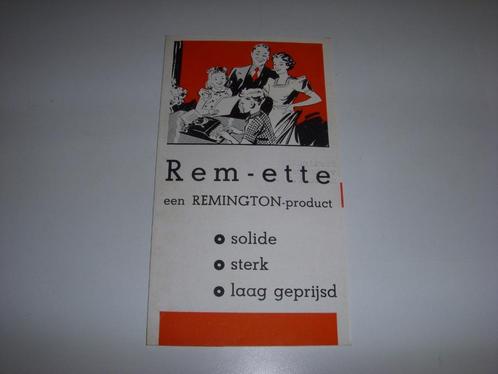 Rem-ette
een REMINGTON-product
solide
sterk
laag geprijsd